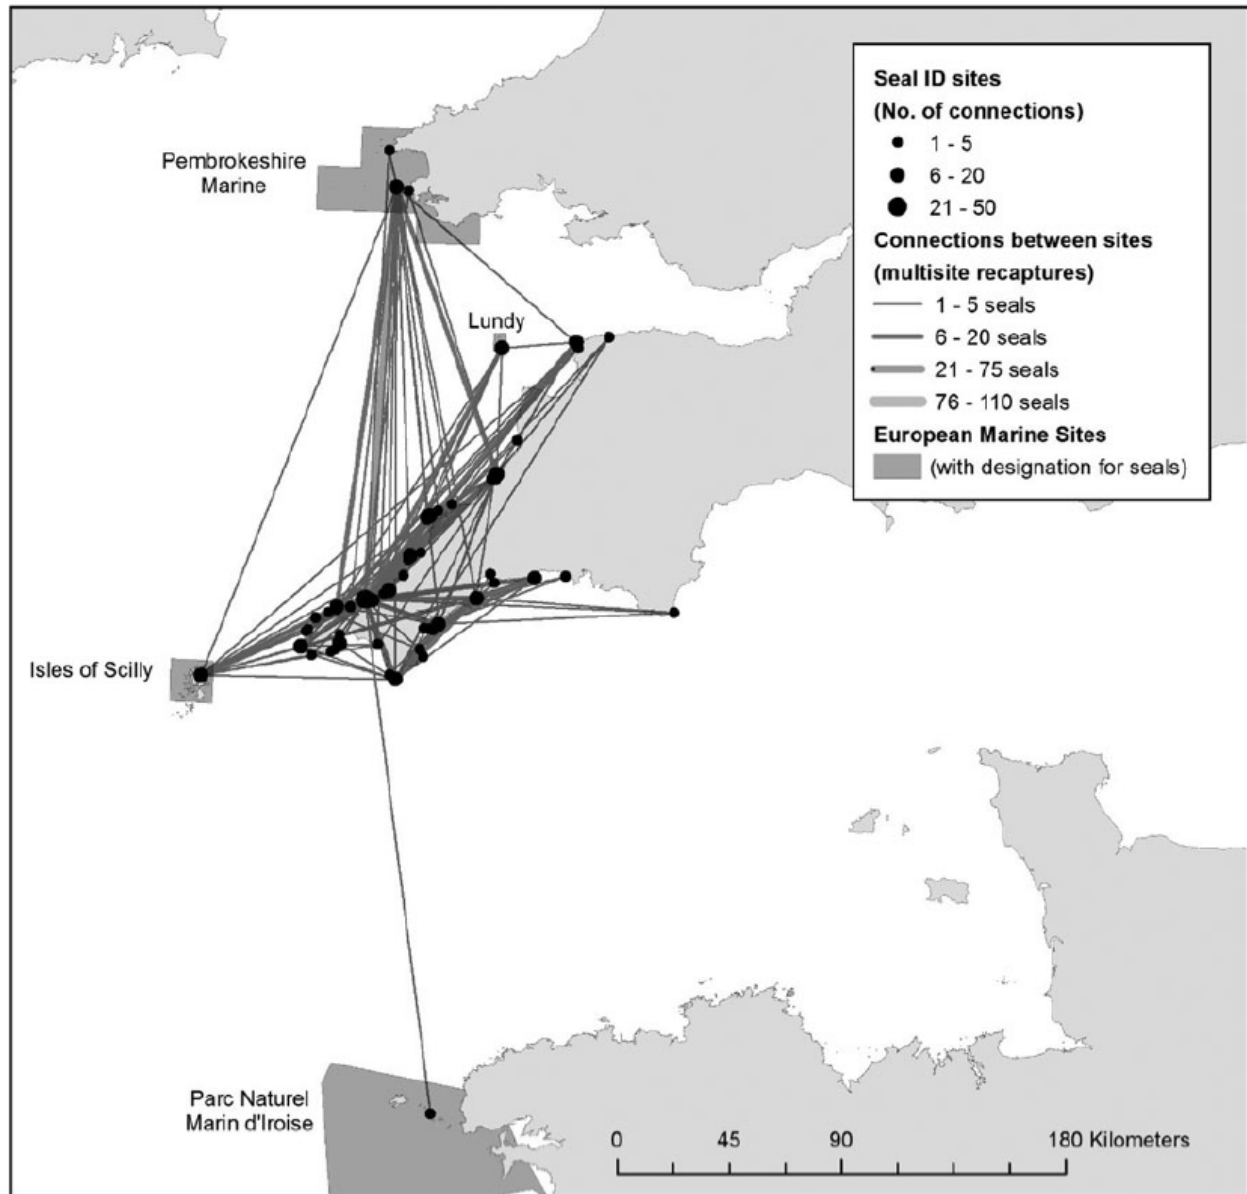 Seal ID sites
(No. of connections)
1 - 5
6 - 20
21 - 50
Connections between sites
(multisite recaptures)
1 - 5 seals
6 - 20 seals
21 - 75 seals
76 - 110 seals
European Marine Sites
(with designation for seals)
Pembrokeshire
Marine
Lundy
Isles of Scilly
Parc Naturel
Marin d'Iroise
0 45 90 180 Kilometers